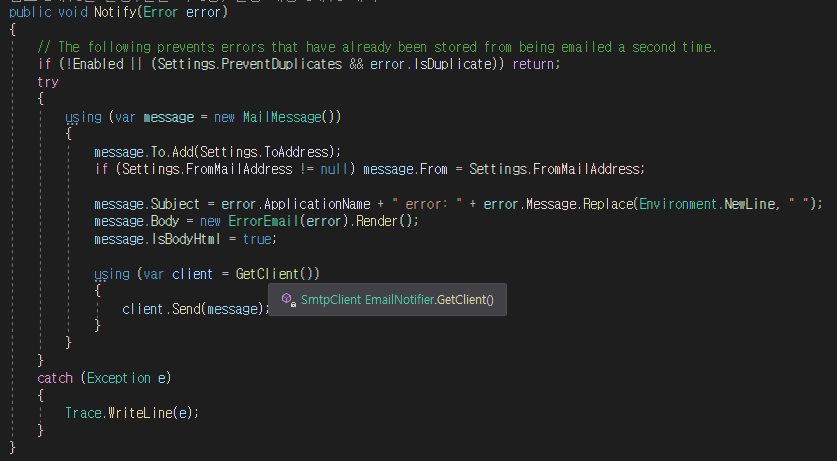 public void Notify(Error error)
{
// The following prevents errors that have already been stored from being emailed a second time.
if (!Enabled || (Settings.PreventDuplicates && error.IsDuplicate)) return;
try
{
using (var message = new MailMessage())
{
message.To.Add(Settings.ToAddress);
if (Settings.FromMailAddress != null) message.From = Settings.FromMailAddress;
message.Subject = error.ApplicationName + " error: " + error.Message.Replace(Environment.NewLine, " ");
message.Body = new ErrorEmail(error).Render();
message.IsBodyHtml = true;
using (var client = GetClient())
{
SmtpClient EmailNotifier.GetClient()
client.Send(message);
}
}
}
catch (Exception e)
{
Trace.WriteLine(e);
}
}